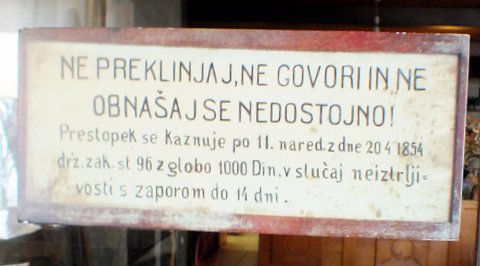 NE PREKLINJAJ, NE GOVORI IN NE
OBNAŠAJ SE NEDOSTOJNO!
Prestopek se kaznuje po 11. nared. z dne 20 4 1854
drž. zak. st 96 z globo 1000 Din, v slučaj neiztrlji=
vosti s zaporom do 14 dni.